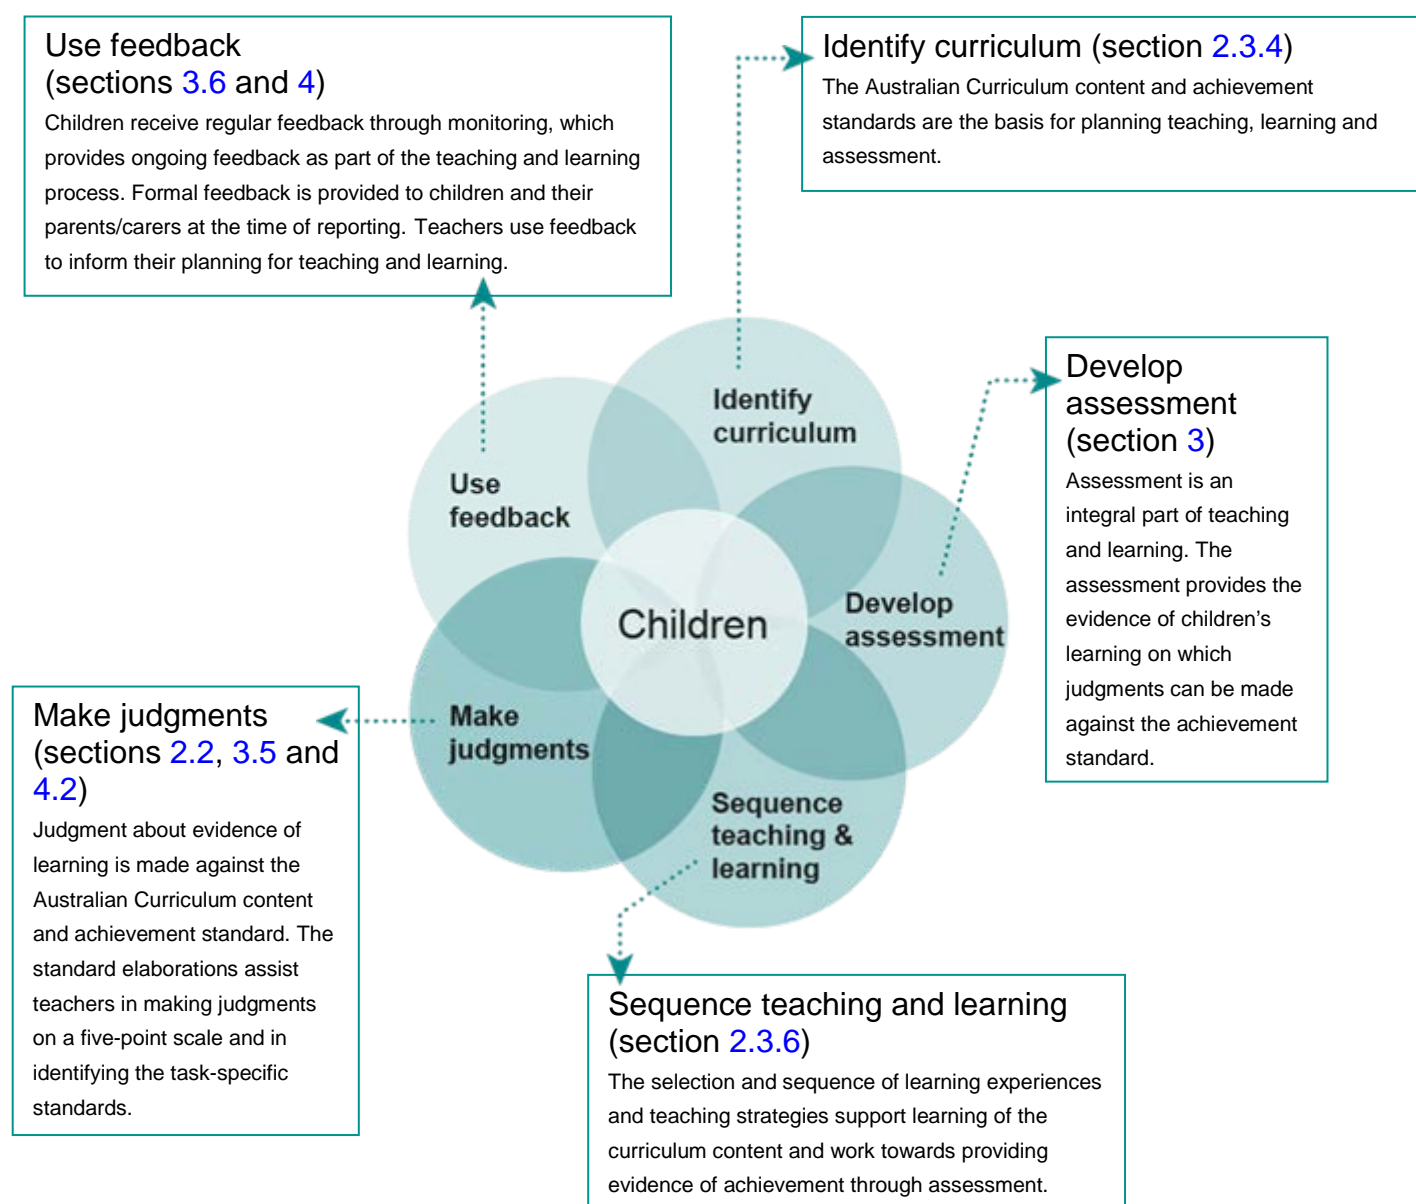 Use feedback
(sections 3.6 and 4)
Children receive regular feedback through monitoring, which
provides ongoing feedback as part of the teaching and learning
process. Formal feedback is provided to children and their
parents/carers at the time of reporting. Teachers use feedback
to inform their planning for teaching and learning.
Identify curriculum (section 2.3.4)
The Australian Curriculum content and achievement
standards are the basis for planning teaching, learning and
assessment.
Develop
assessment
(section 3)
Assessment is an
integral part of teaching
and learning. The
assessment provides the
evidence of children’s
learning on which
judgments can be made
against the achievement
standard.
Identify
curriculum
Use
feedback
Children
Develop
assessment
Make
judgments
Sequence
teaching &
learning
Make judgments
(sections 2.2, 3.5 and
4.2)
Judgment about evidence of
learning is made against the
Australian Curriculum content
and achievement standard. The
standard elaborations assist
teachers in making judgments
on a five-point scale and in
identifying the task-specific
standards.
Sequence teaching and learning
(section 2.3.6)
The selection and sequence of learning experiences
and teaching strategies support learning of the
curriculum content and work towards providing
evidence of achievement through assessment.